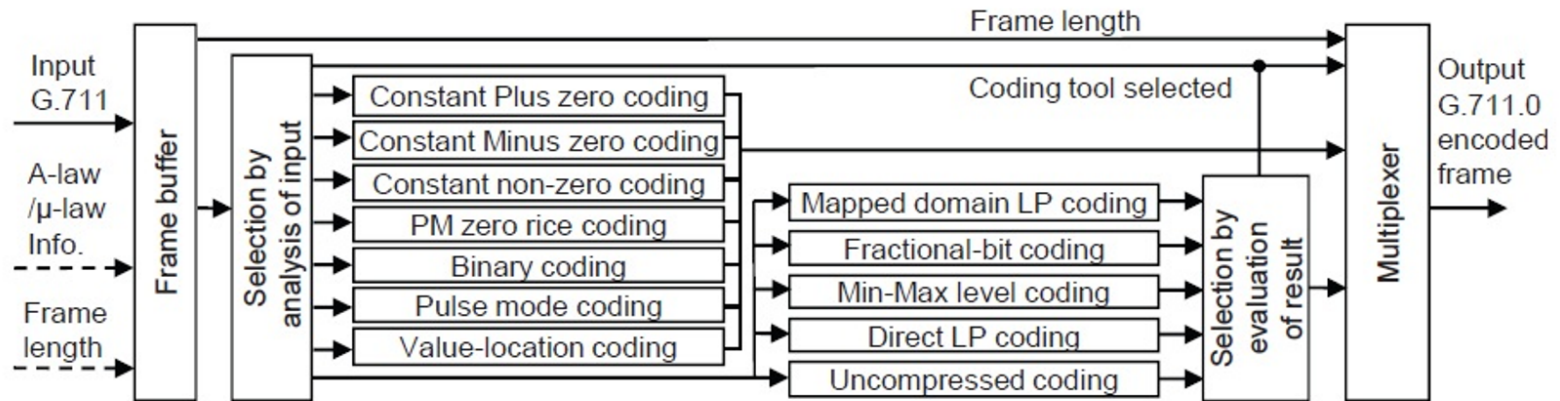 Input
G.711
A-law
/µ-law
Info.
Frame
length
Frame buffer
Selection by
analysis of input
Constant Plus zero coding
Constant Minus zero coding
Constant non-zero coding
PM zero rice coding
Binary coding
Pulse mode coding
Value-location coding
Frame length
Coding tool selected
Mapped domain LP coding
Fractional-bit coding
Min-Max level coding
Direct LP coding
Uncompressed coding
Selection by
evaluation
of result
Multiplexer
Output
G.711.0
encoded
frame